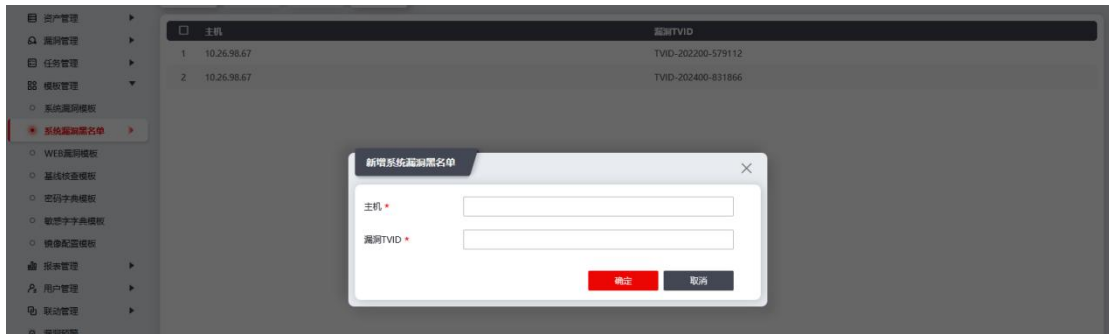 资产管理
漏洞管理
任务管理
模板管理
系统漏洞模板
系统漏洞黑名单
WEB漏洞模板
基线核查模板
密码字典模板
敏感字字典模板
镜像配置模板
报表管理
用户管理
联动管理
主机 漏洞TVID
1 10.26.98.67 TVID-202200-579112
2 10.26.98.67 TVID-202400-831866
新增系统漏洞黑名单
主机 *
漏洞TVID *
确定 取消